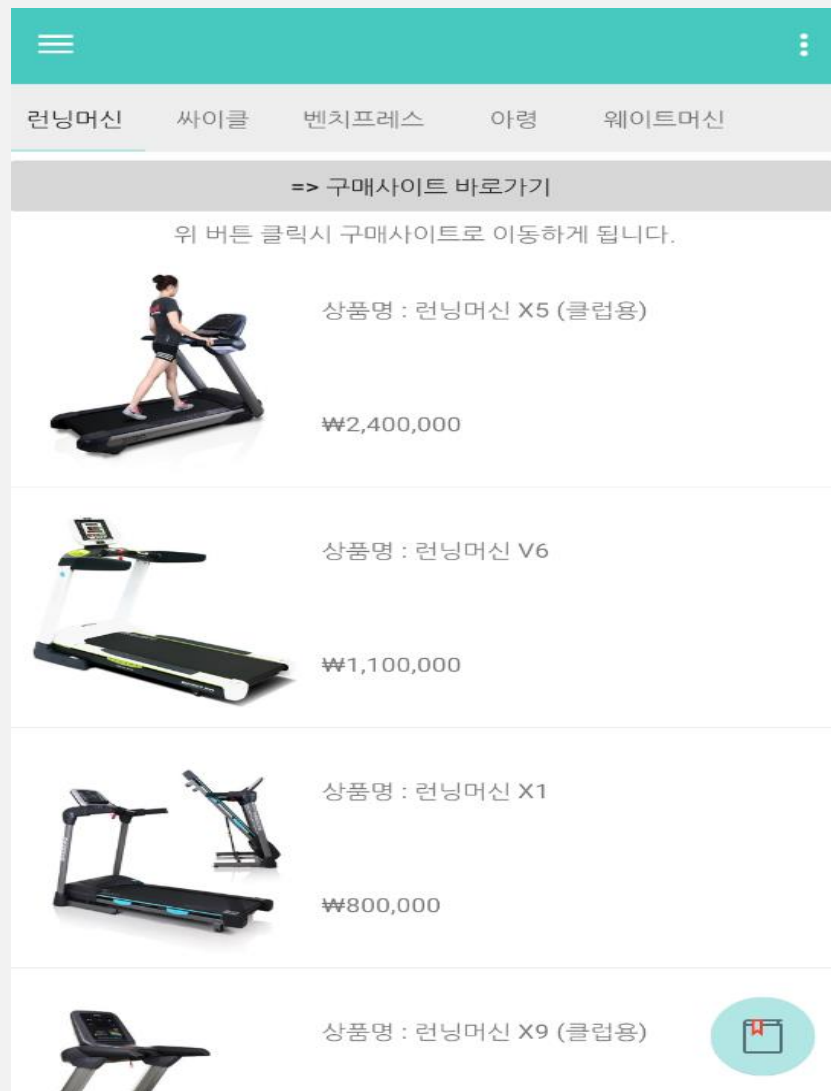 런닝머신 싸이클 벤치프레스 아령 웨이트머신
=> 구매사이트 바로가기
위 버튼 클릭시 구매사이트로 이동하게 됩니다.
상품명 : 런닝머신 X5 (클럽용)
₩2,400,000
상품명 : 런닝머신 V6
₩1,100,000
상품명 : 런닝머신 X1
₩800,000
상품명 : 런닝머신 X9 (클럽용)